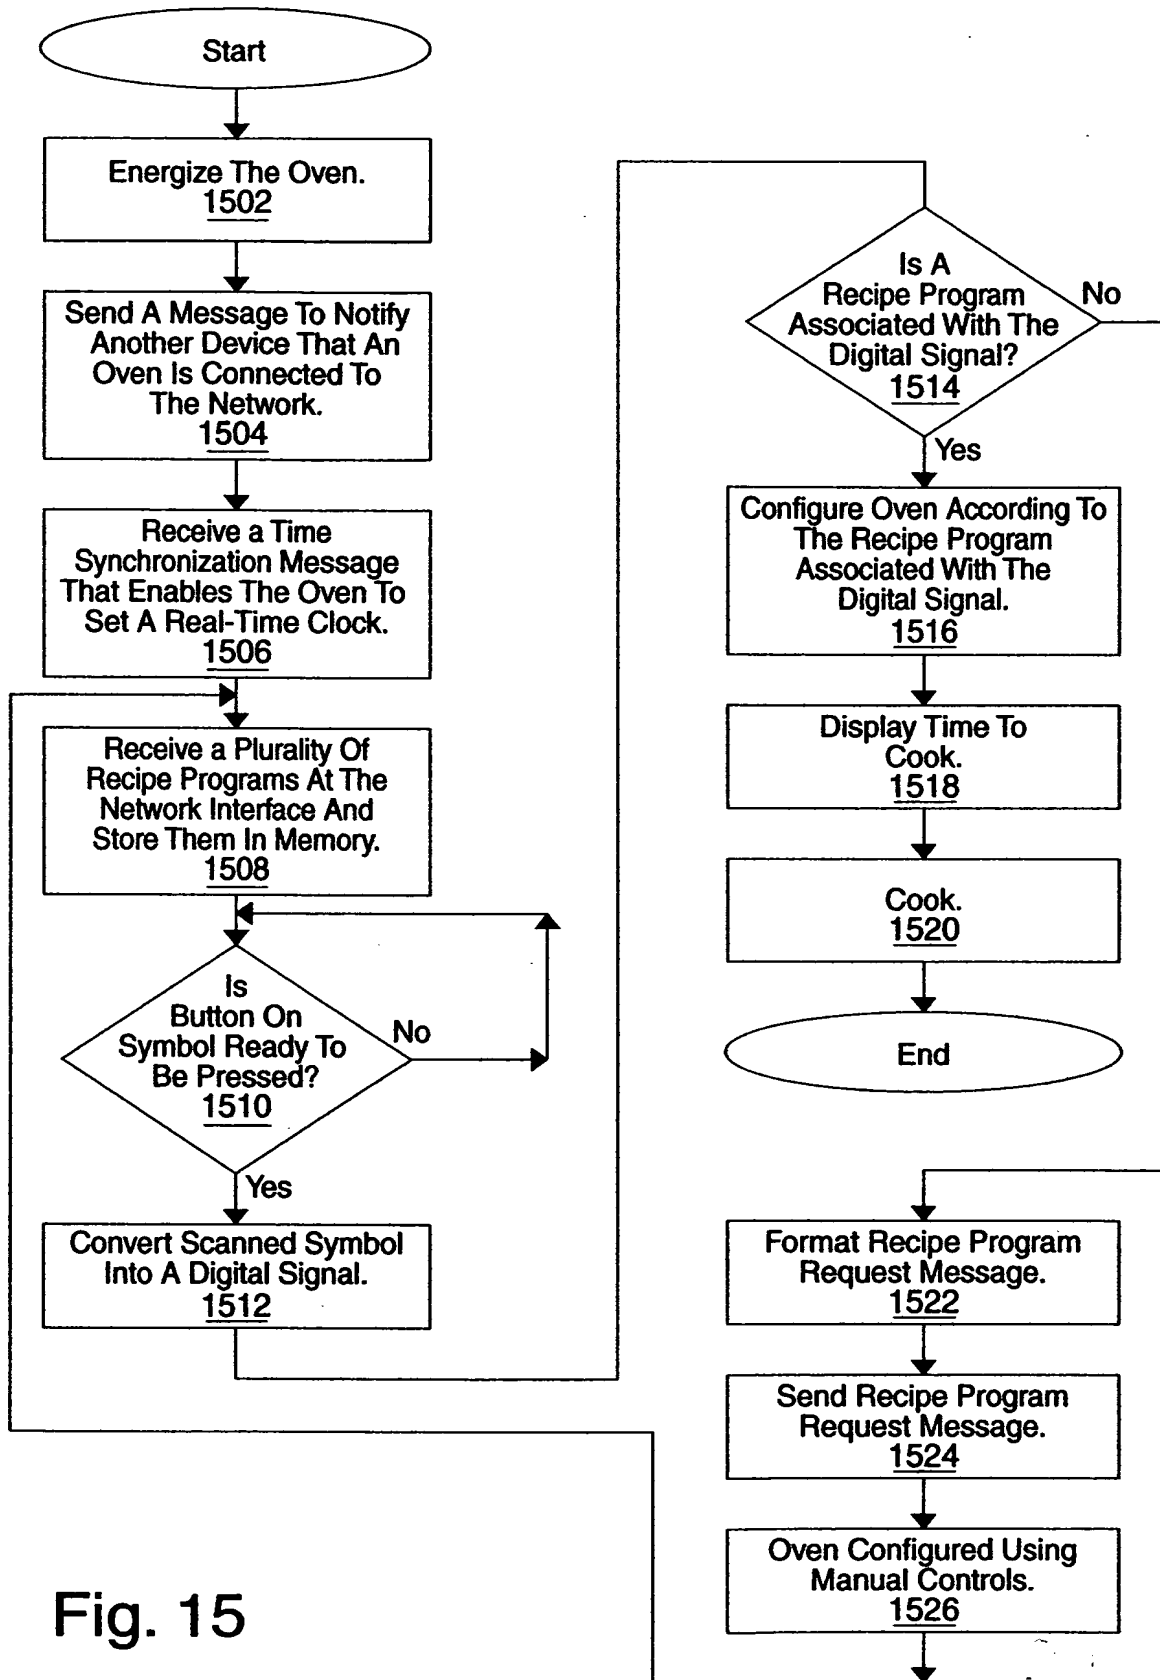 Start
Energize The Oven.
1502
Send A Message To Notify
Another Device That An
Oven Is Connected To
The Network.
1504
Receive a Time
Synchronization Message
That Enables The Oven To
Set A Real-Time Clock.
1506
Receive a Plurality Of
Recipe Programs At The
Network Interface And
Store Them In Memory.
1508
Is
Button On
Symbol Ready To
Be Pressed?
1510
No
Yes
Convert Scanned Symbol
Into A Digital Signal.
1512
Is A
Recipe Program
Associated With The
Digital Signal?
1514
No
Yes
Configure Oven According To
The Recipe Program
Associated With The
Digital Signal.
1516
Display Time To
Cook.
1518
Cook.
1520
End
Format Recipe Program
Request Message.
1522
Send Recipe Program
Request Message.
1524
Oven Configured Using
Manual Controls.
1526
Fig. 15